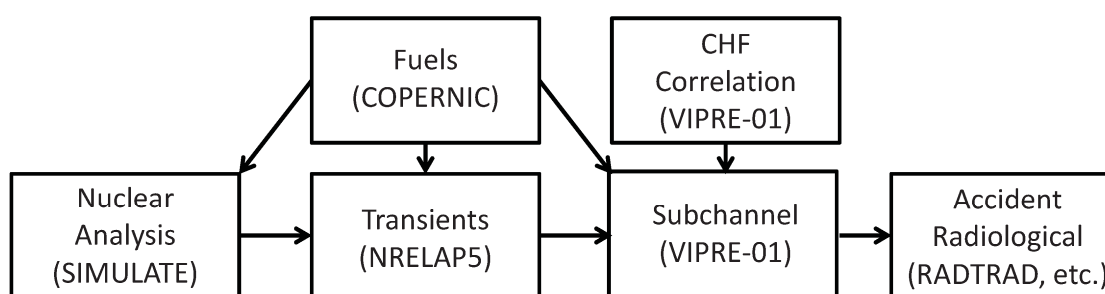 Fuels
(COPERNIC)
CHF
Correlation
(VIPRE-01)
Nuclear
Analysis
(SIMULATE)
Transients
(NRELAP5)
Subchannel
(VIPRE-01)
Accident
Radiological
(RADTRAD, etc.)